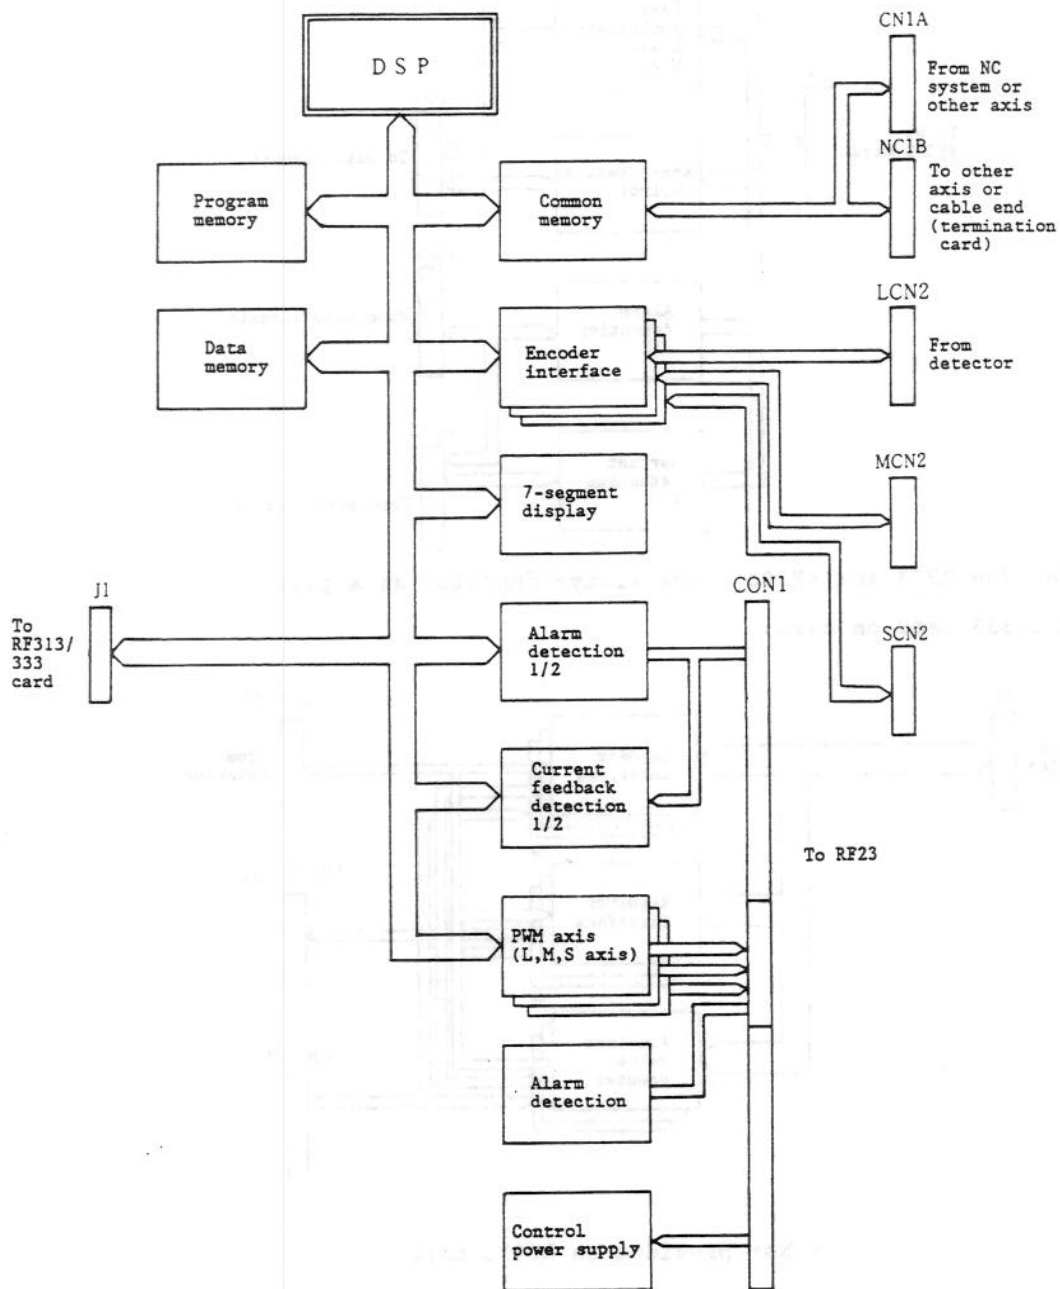 DSP
CN1A
From NC
system or
other axis
Program
memory
Common
memory
NC1B
To other
axis or
cable end
(termination
card)
Data
memory
Encoder
interface
LCN2
From
detector
7-segment
display
MCN2
J1
To
RF313/
333
card
Alarm
detection
1/2
CON1
SCN2
Current
feedback
detection
1/2
To RF23
PWM axis
(L,M,S axis)
Alarm
detection
Control
power supply